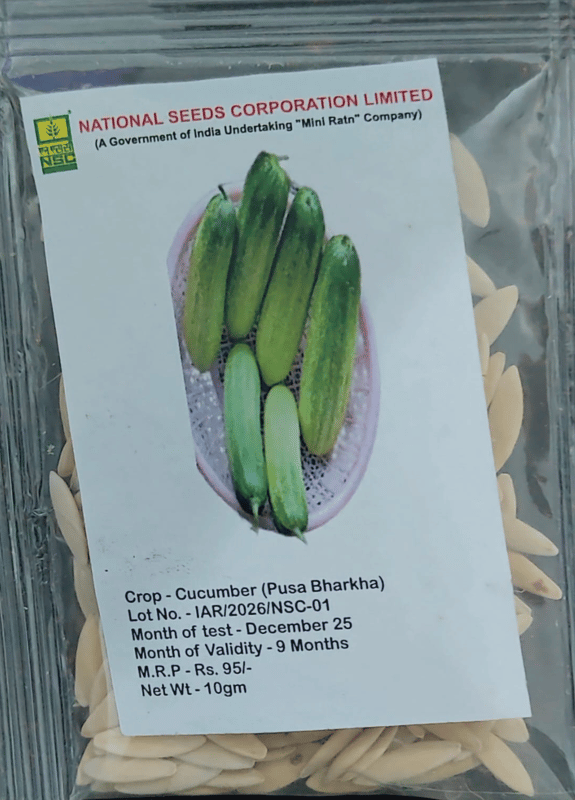 NATIONAL SEEDS CORPORATION LIMITED
(A Government of India Undertaking "Mini Ratn" Company)
NSC
Crop - Cucumber (Pusa Bharkha)
Lot No. - IAR/2026/NSC-01
Month of test - December 25
Month of Validity - 9 Months
M.R.P - Rs. 95/-
Net Wt - 10gm